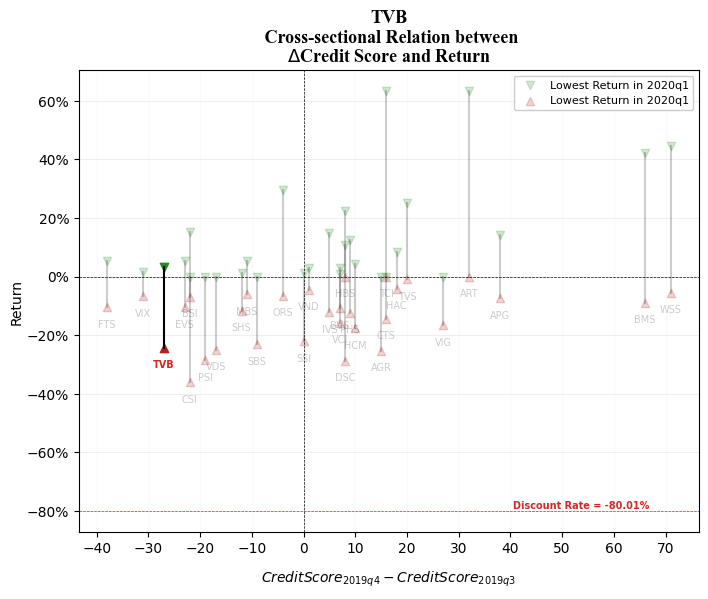 TVB
Cross-sectional Relation between
ΔCredit Score and Return
Lowest Return in 2020q1
Lowest Return in 2020q1
Return
60%
40%
20%
0%
−20%
−40%
−60%
−80%
FTS
VIX
TVB
EVS
BSI
CSI
PSI
VDS
SHS
MBS
SBS
ORS
SSI
VND
IVS
VCI
HBS
DSC
HCM
AGR
TCI
CTS
HAC
TVS
VIG
ART
APG
BMS
WSS
Discount Rate = -80.01%
−40 −30 −20 −10 0 10 20 30 40 50 60 70
CreditScore2019q4 − CreditScore2019q3